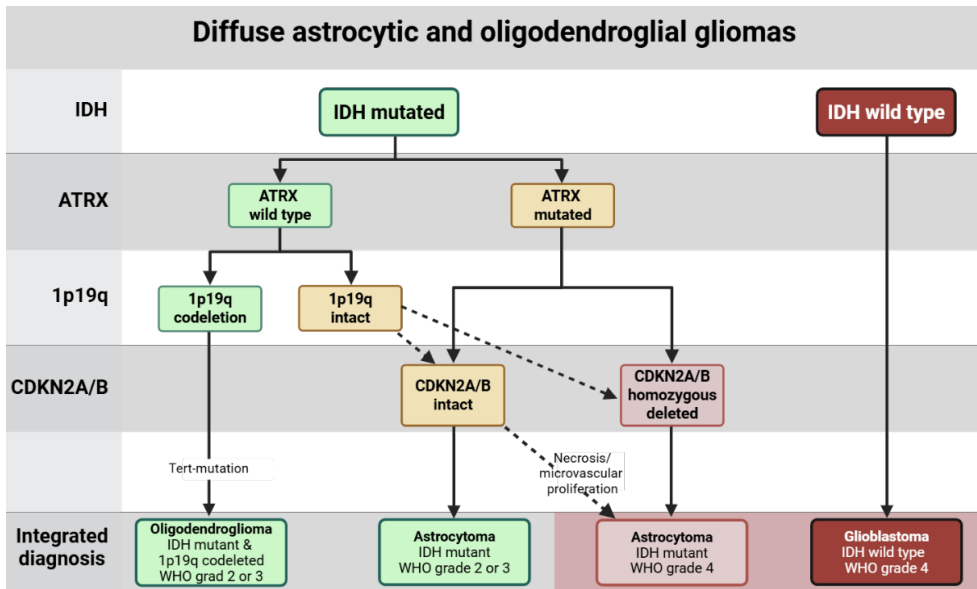 Diffuse astrocytic and oligodendroglial gliomas
IDH
IDH mutated
IDH wild type
ATRX
ATRX
wild type
ATRX
mutated
1p19q
1p19q
codeletion
1p19q
intact
CDKN2A/B
CDKN2A/B
intact
CDKN2A/B
homozygous
deleted
Tert-mutation
Necrosis/
microvascular
proliferation
Integrated
diagnosis
Oligodendroglioma
IDH mutant &
1p19q codeleted
WHO grad 2 or 3
Astrocytoma
IDH mutant
WHO grade 2 or 3
Astrocytoma
IDH mutant
WHO grade 4
Glioblastoma
IDH wild type
WHO grade 4